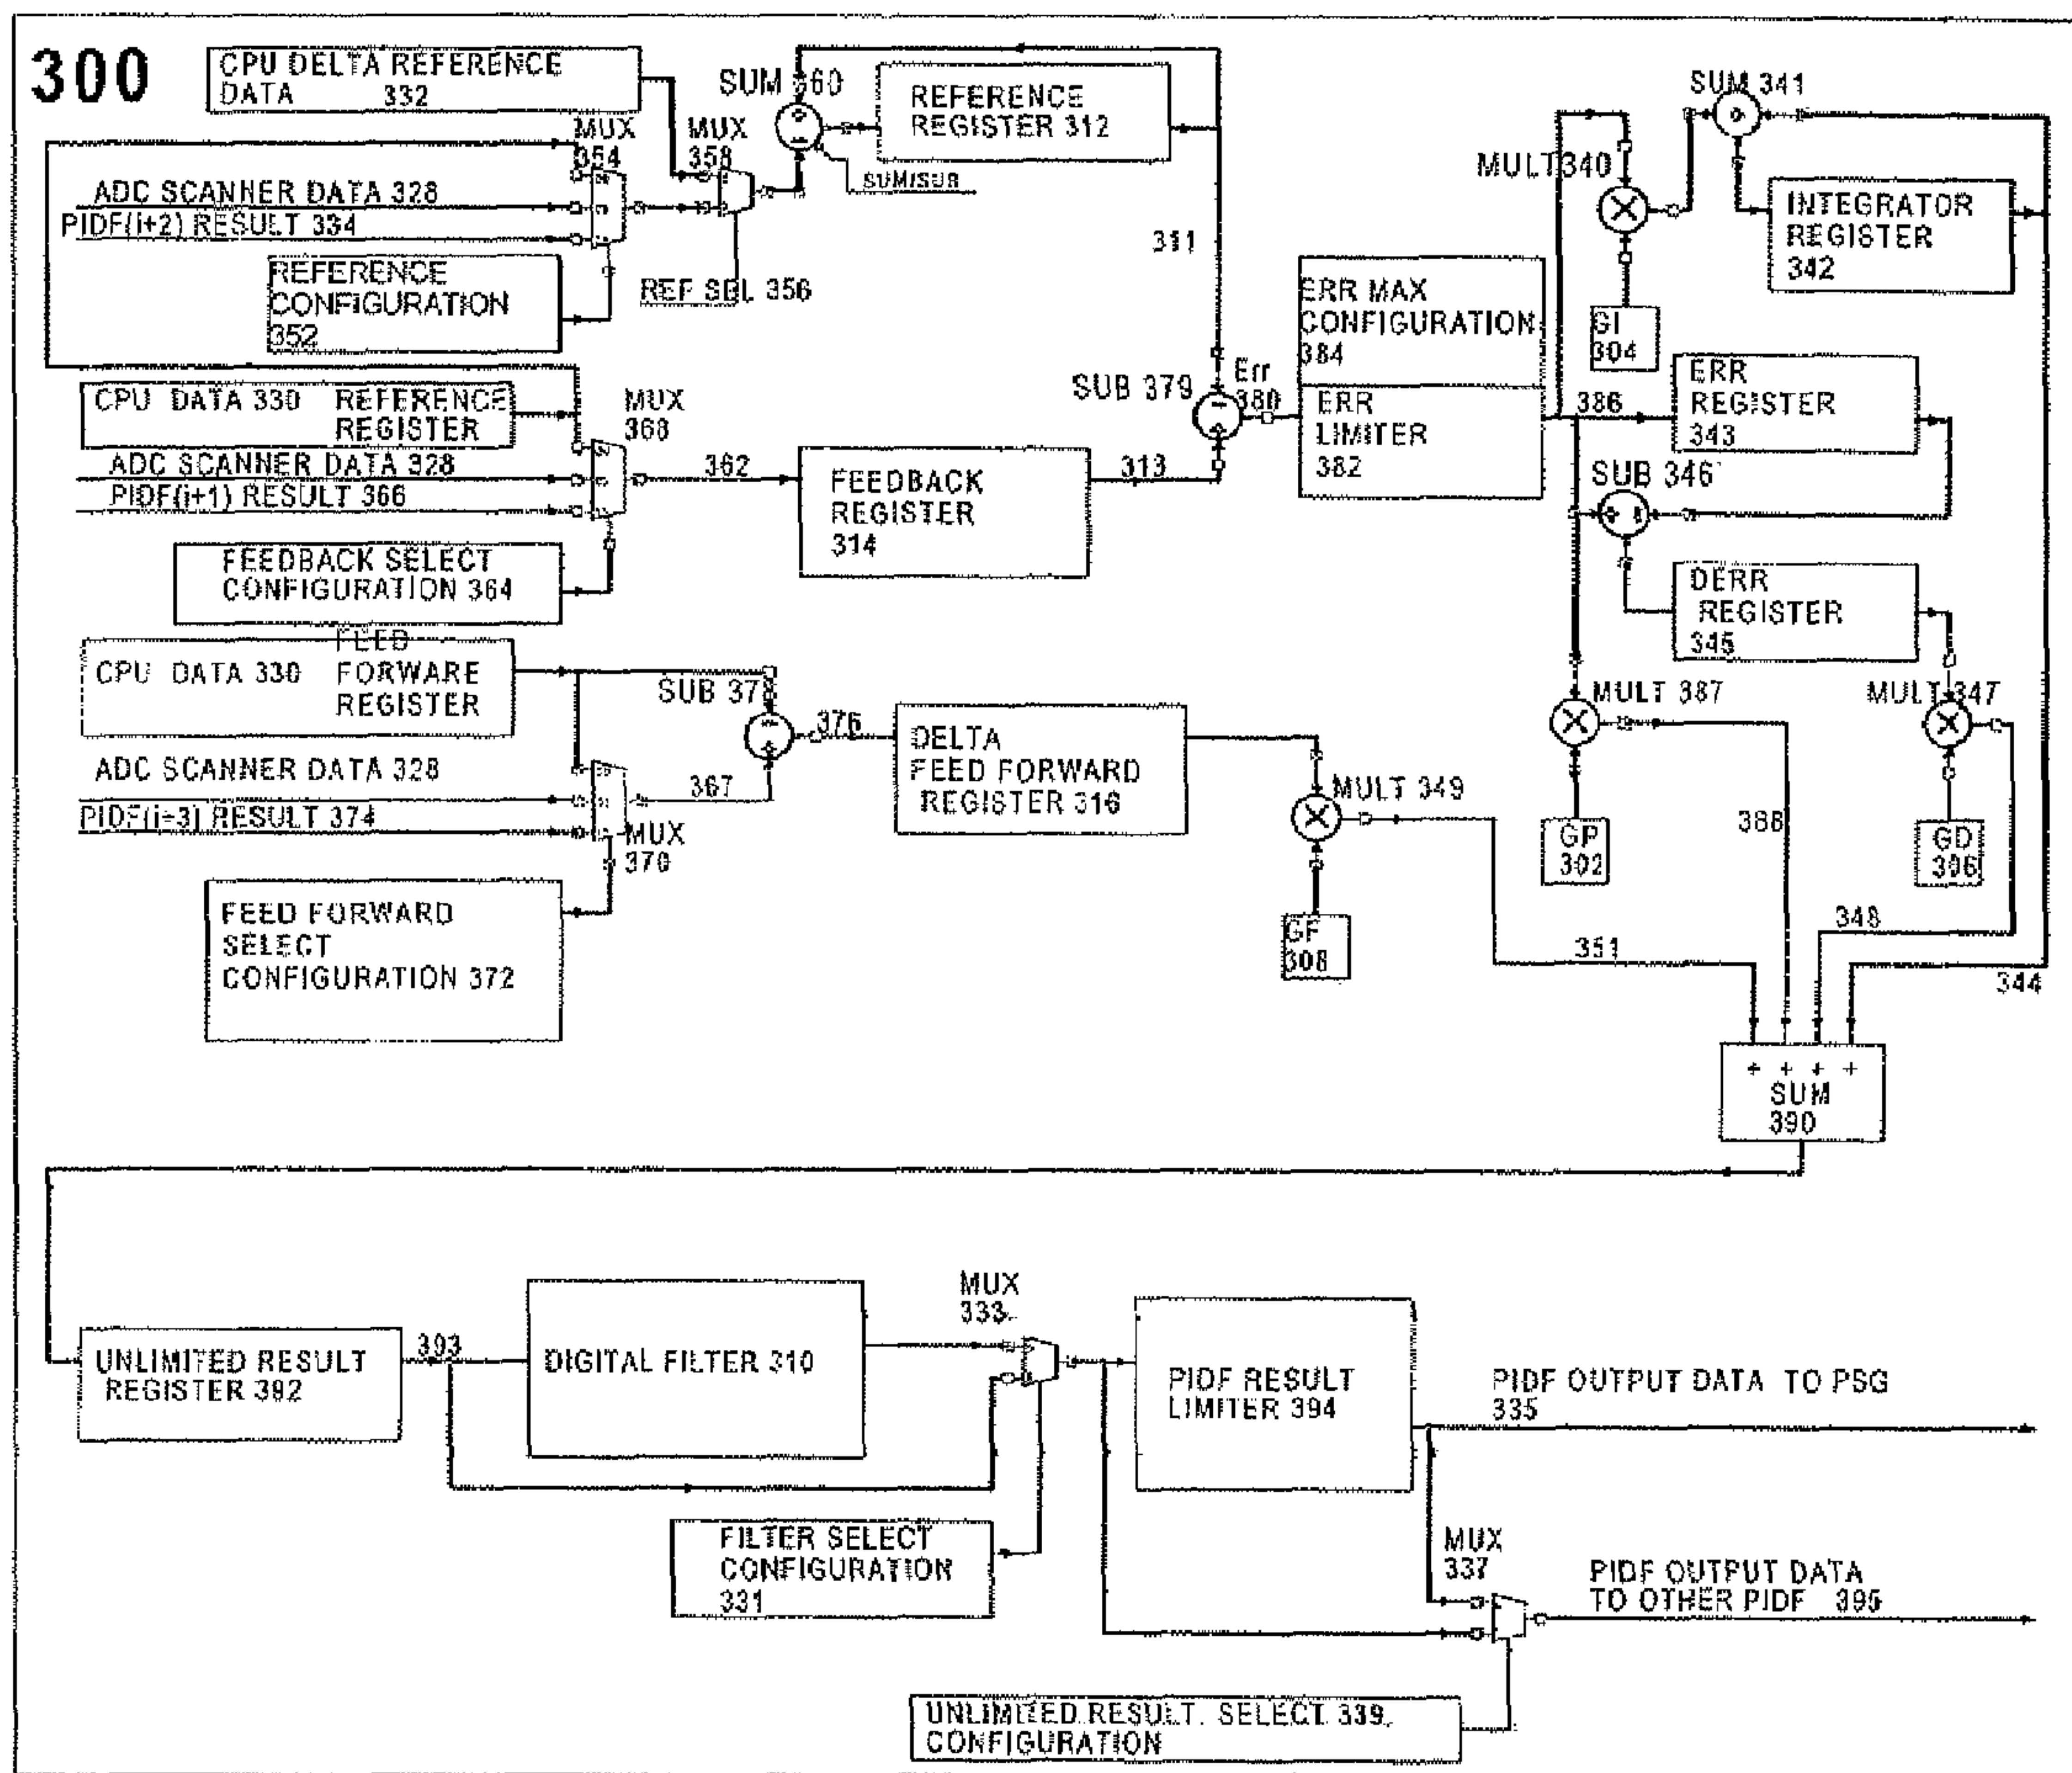 300
CPU DELTA REFERENCE
DATA 332
SUM 360
REFERENCE
REGISTER 312
SUM 341
MUX
354
MUX
358
MULT 340
ADC SCANNER DATA 328
PIDF(i+2) RESULT 334
SUM/SUB
INTEGRATOR
REGISTER
342
311
REFERENCE
CONFIGURATION
352
REF SEL 356
ERR MAX
CONFIGURATION
384
GI
304
CPU DATA 330 REFERENCE
REGISTER
MUX
368
SUB 379
Err
380
ERR
LIMITER
382
386
ERR
REGISTER
343
ADC SCANNER DATA 328
PIDF(i+1) RESULT 366
362
FEEDBACK
REGISTER
314
313
SUB 346
FEEDBACK SELECT
CONFIGURATION 364
DERR
REGISTER
345
CPU DATA 330 FEED
FORWARE
REGISTER
SUB 37
376
DELTA
FEED FORWARD
REGISTER 316
MULT 387
MULT 347
ADC SCANNER DATA 328
PIDF(i+3) RESULT 374
367
MUX
370
MULT 349
388
GP
302
GD
306
FEED FORWARD
SELECT
CONFIGURATION 372
GF
308
351
348
344
+ + + +
SUM
390
UNLIMITED RESULT
REGISTER 392
393
DIGITAL FILTER 310
MUX
333
PIDF RESULT
LIMITER 394
PIDF OUTPUT DATA TO PSG
335
FILTER SELECT
CONFIGURATION
331
MUX
337
PIDF OUTPUT DATA
TO OTHER PIDF 395
UNLIMITED RESULT SELECT 339
CONFIGURATION